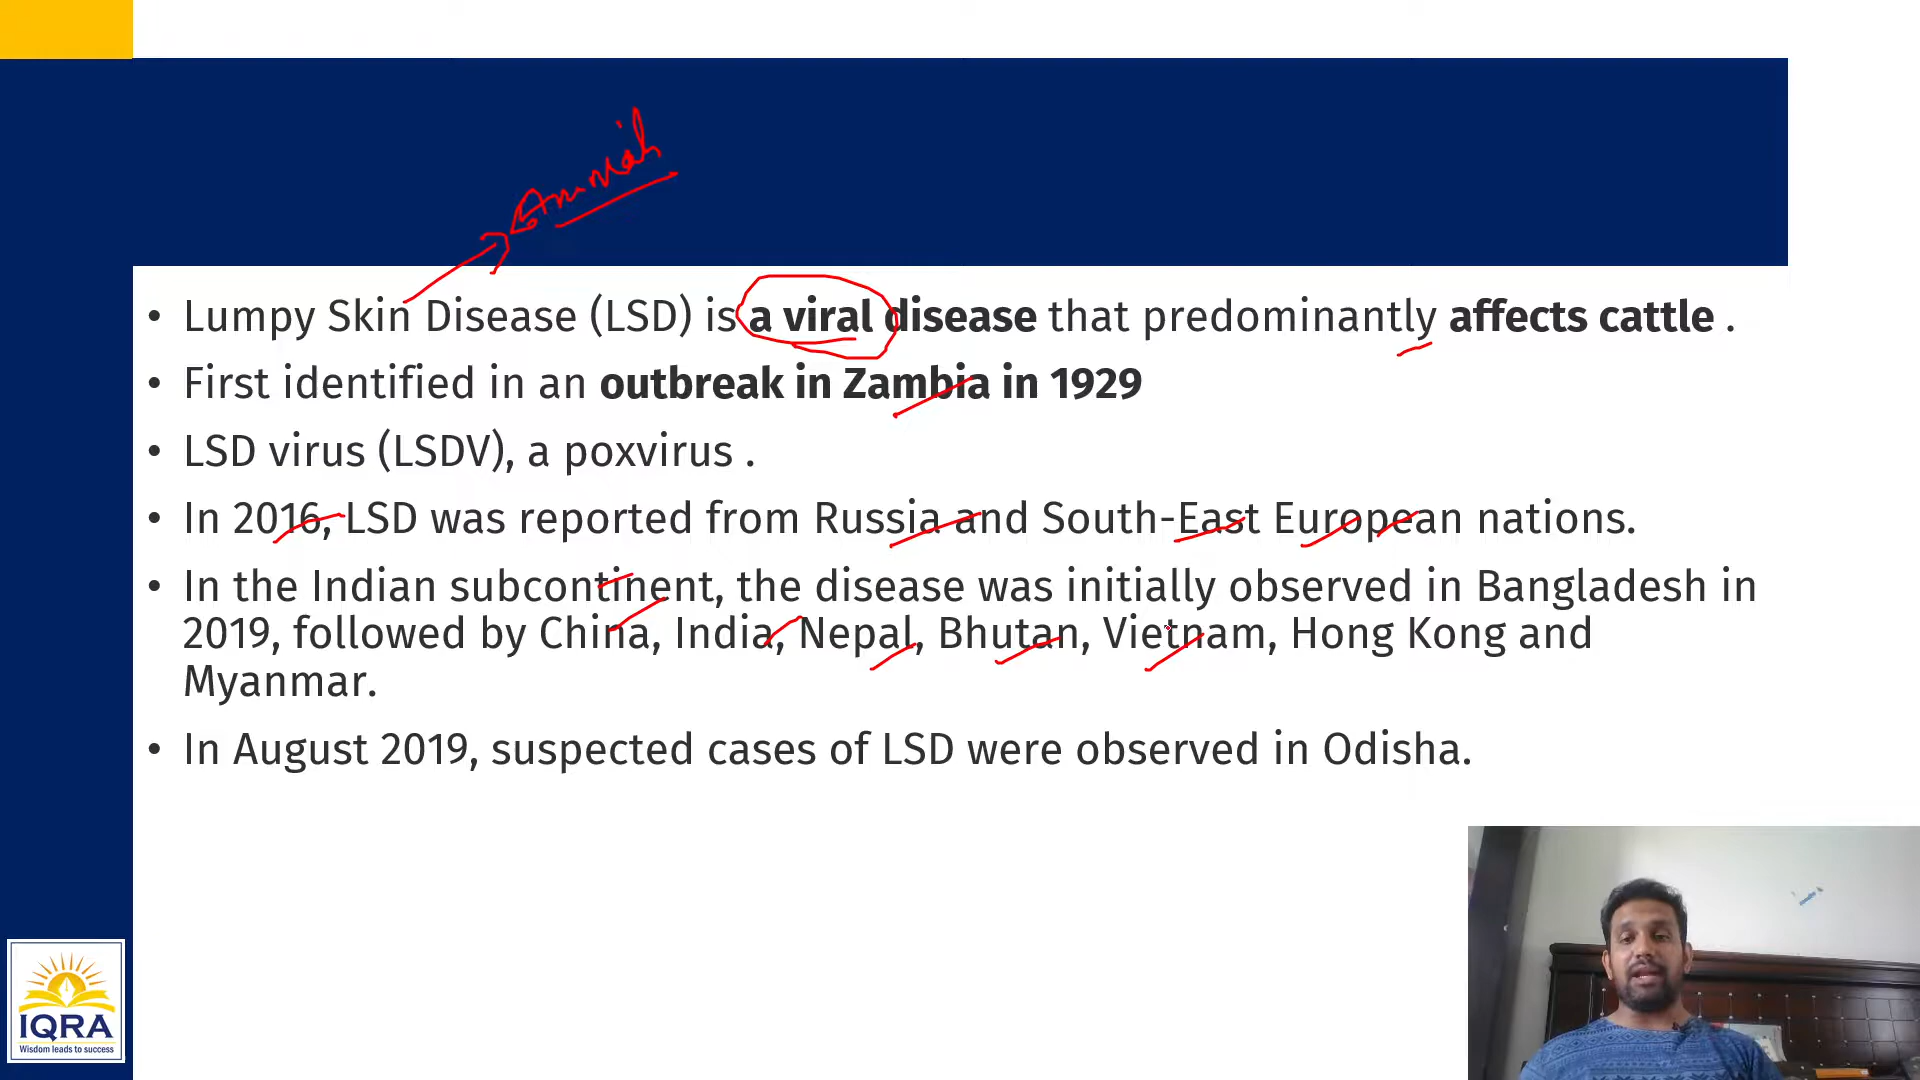 • Lumpy Skin Disease (LSD) is a viral disease that predominantly affects cattle .
• First identified in an outbreak in Zambia in 1929
• LSD virus (LSDV), a poxvirus .
• In 2016, LSD was reported from Russia and South-East European nations.
• In the Indian subcontinent, the disease was initially observed in Bangladesh in
2019, followed by China, India, Nepal, Bhutan, Vietnam, Hong Kong and
Myanmar.
• In August 2019, suspected cases of LSD were observed in Odisha.
IQRA
Wisdom leads to success